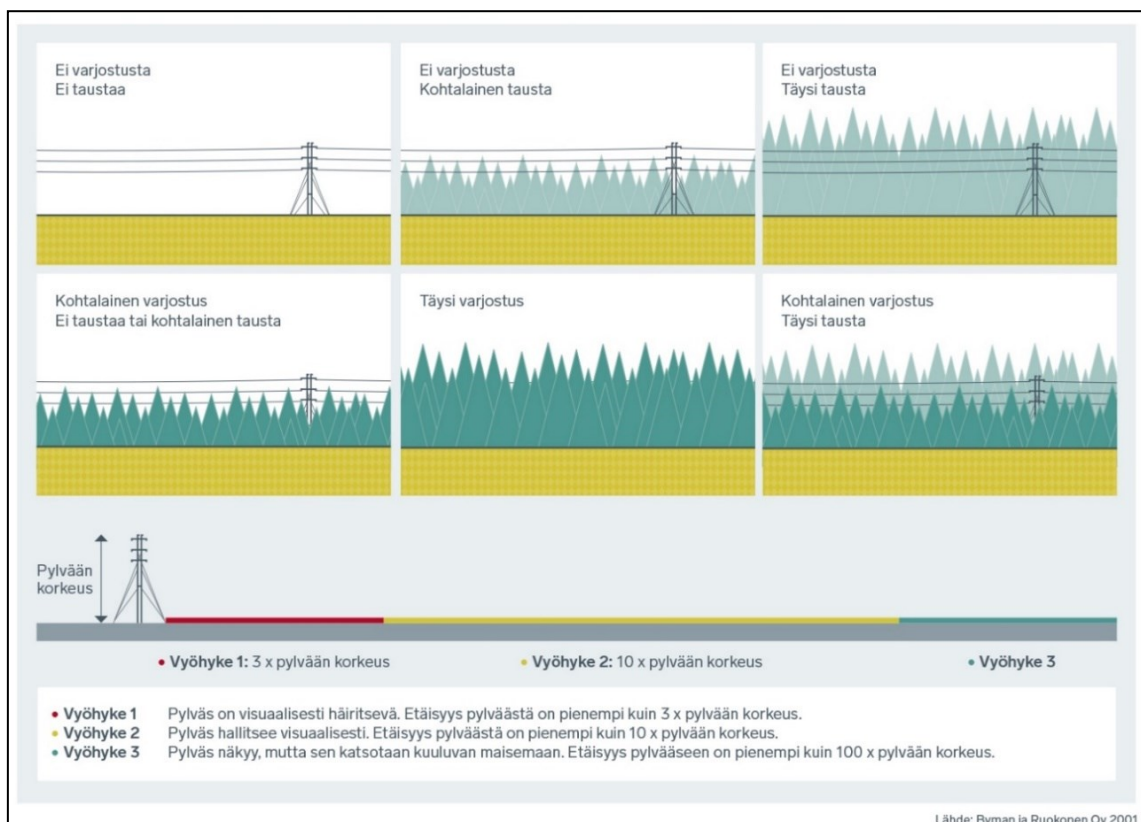 Ei varjostusta
Ei taustaa
Ei varjostusta
Kohtalainen tausta
Ei varjostusta
Täysi tausta
Kohtalainen varjostus
Ei taustaa tai kohtalainen tausta
Täysi varjostus
Kohtalainen varjostus
Täysi tausta
Pylvään
korkeus
• Vyöhyke 1: 3 x pylvään korkeus
• Vyöhyke 2: 10 x pylvään korkeus
• Vyöhyke 3
• Vyöhyke 1 Pylväs on visuaalisesti häiritsevä. Etäisyys pylväästä on pienempi kuin 3 x pylvään korkeus.
• Vyöhyke 2 Pylväs hallitsee visuaalisesti. Etäisyys pylväästä on pienempi kuin 10 x pylvään korkeus.
• Vyöhyke 3 Pylväs näkyy, mutta sen katsotaan kuuluvan maisemaan. Etäisyys pylvääseen on pienempi kuin 100 x pylvään korkeus.
Lähde: Byman ja Ruokonen Oy 2001